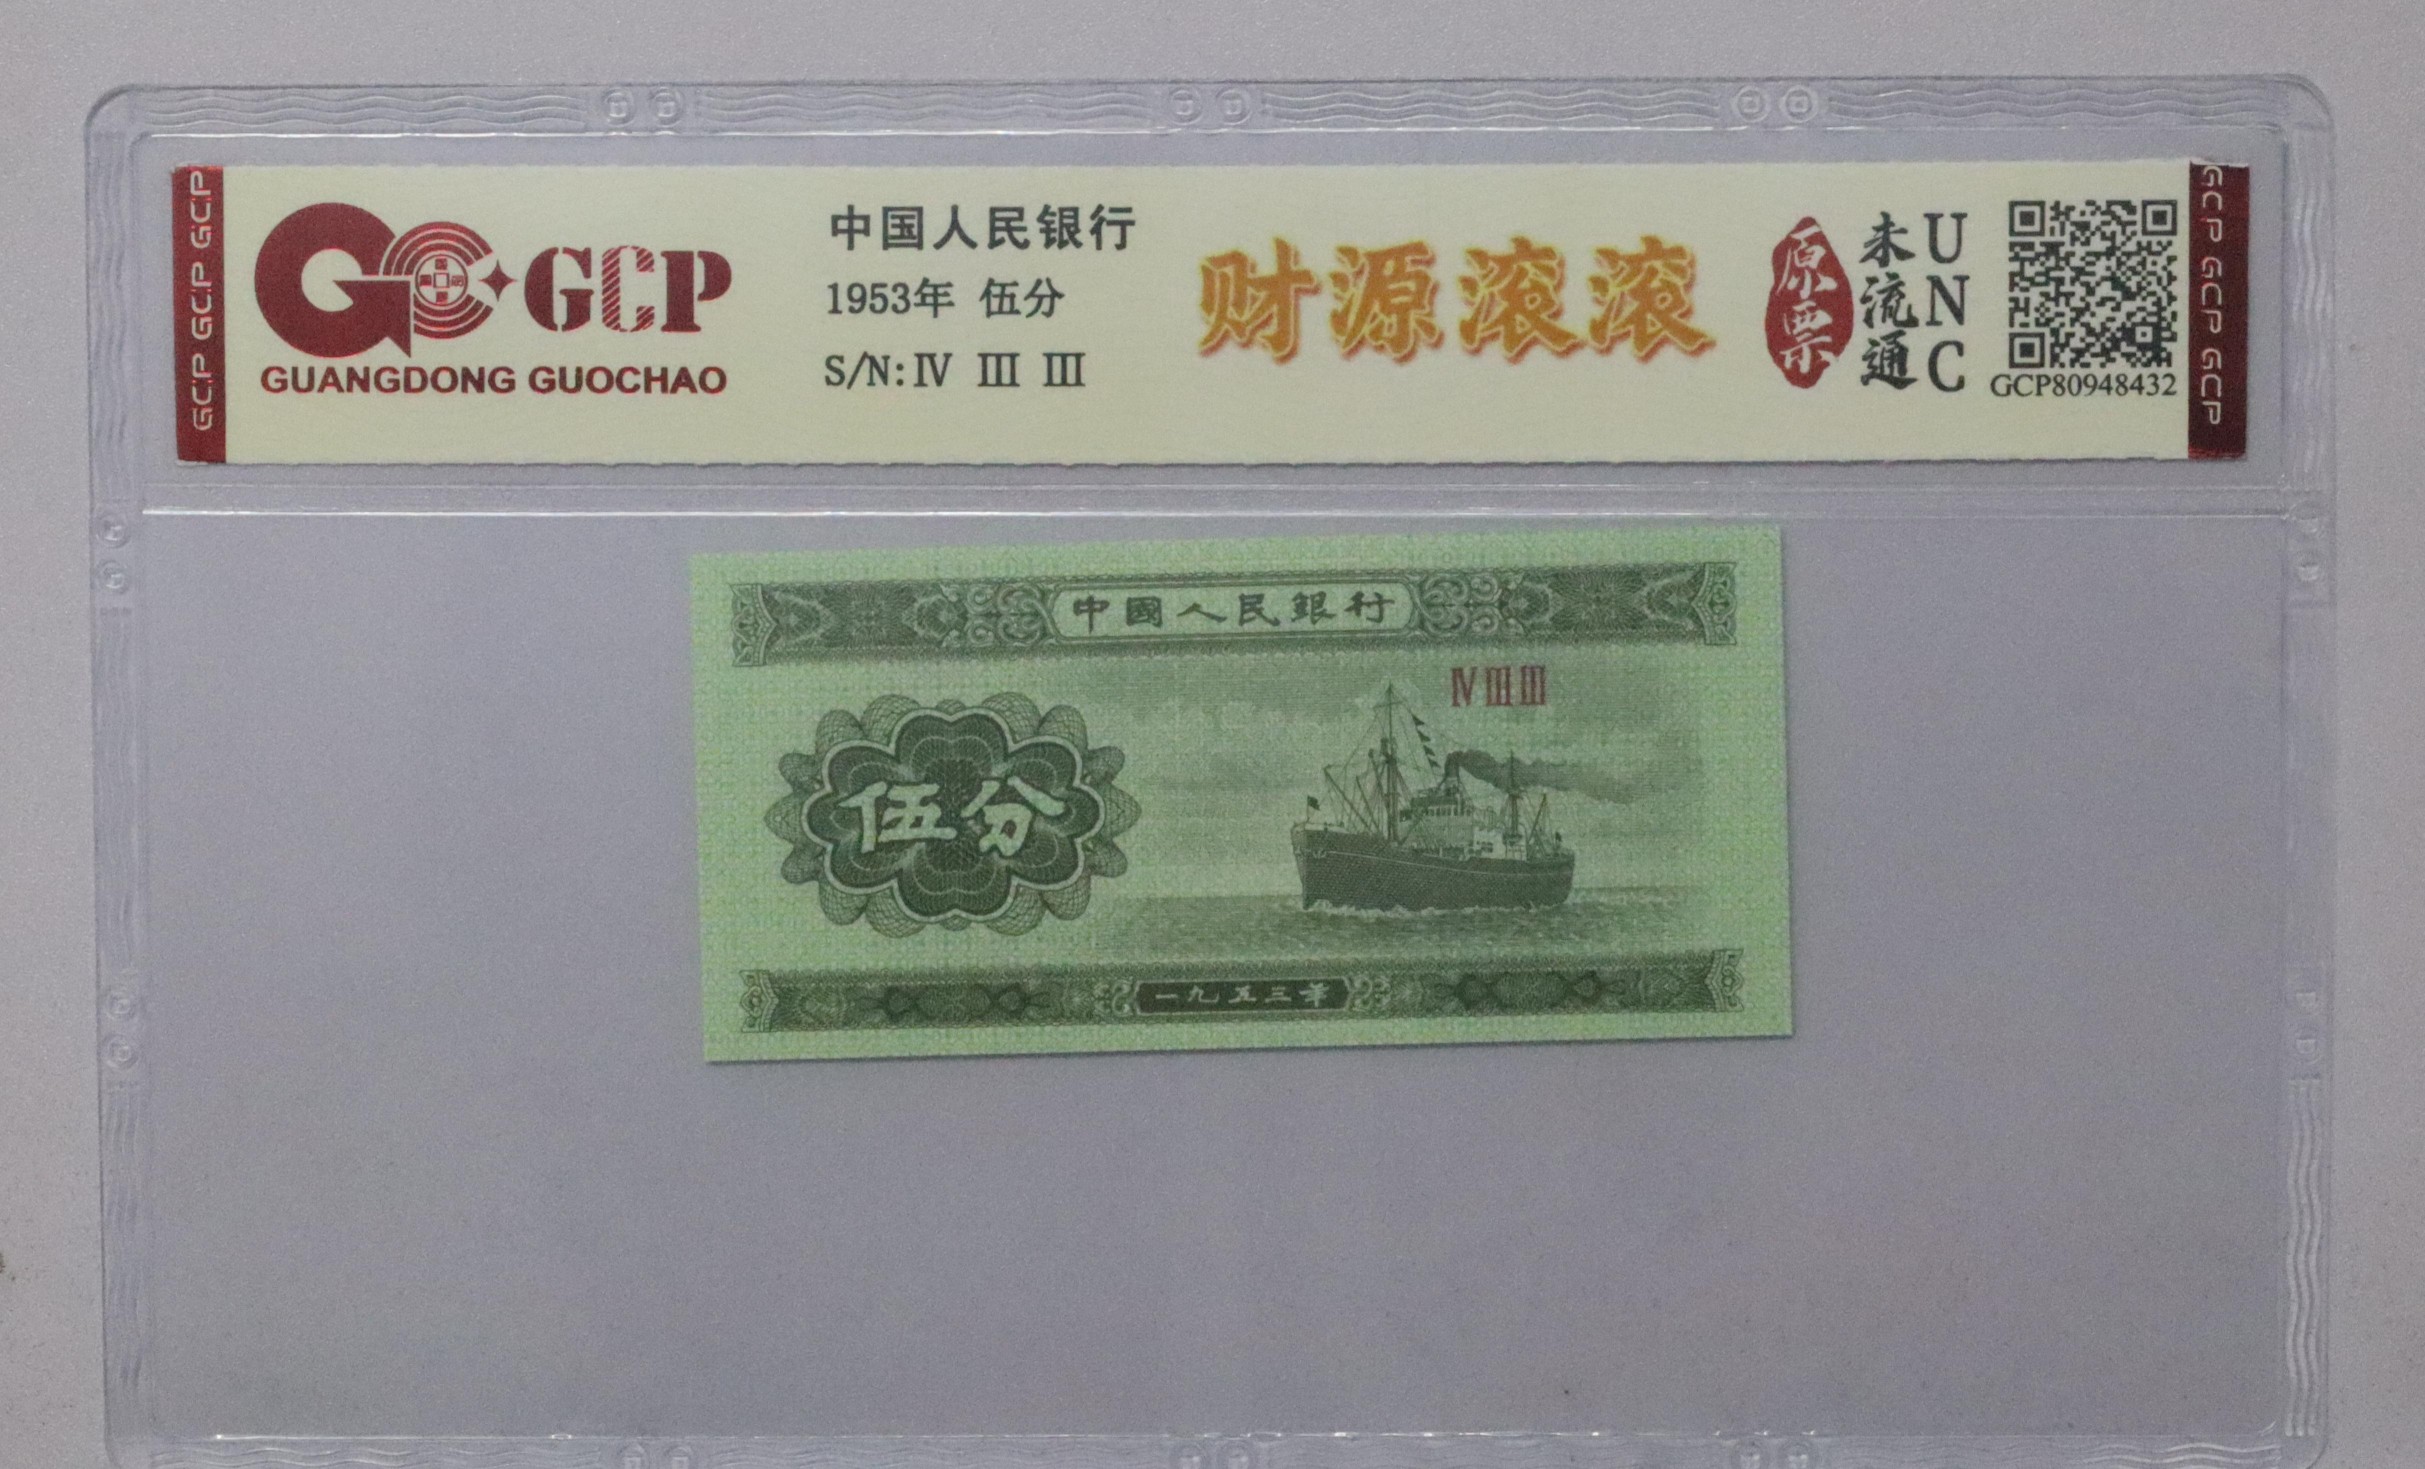 GCP GCP GCP
GCP
GUANGDONG GUOCHAO
中国人民银行
1953年 伍分
S/N:Ⅳ Ⅲ Ⅲ
财源滚滚
原票
未流通
UNC
GCP80948432
GCP GCP GCP
中國人民銀行
ⅣⅢⅢ
伍分
一九五三年